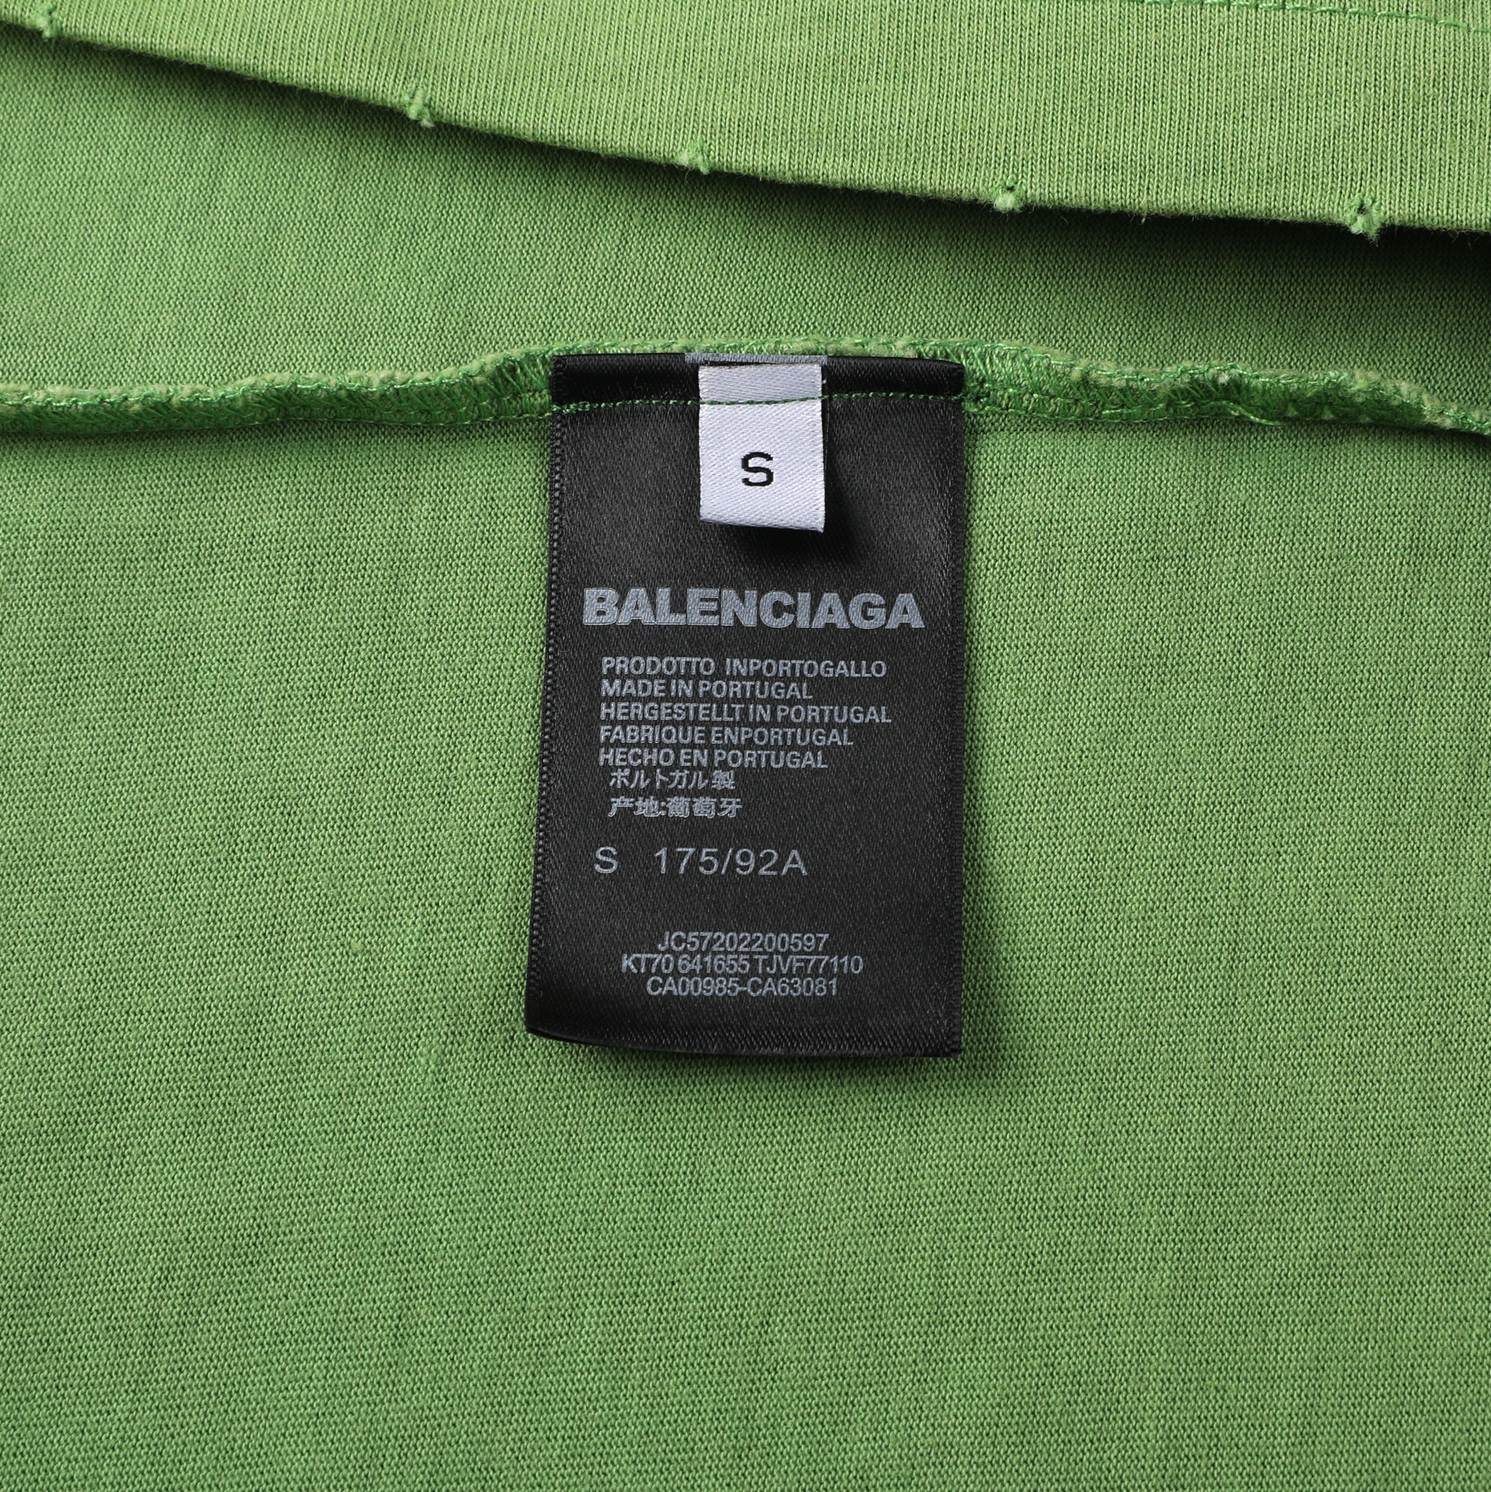 S
BALENCIAGA
PRODOTTO INPORTOGALLO
MADE IN PORTUGAL
HERGESTELLT IN PORTUGAL
FABRIQUE ENPORTUGAL
HECHO EN PORTUGAL
ポルトガル製
产地:葡萄牙
S 175/92A
JC57202200597
KT70 641655 TJVF77110
CA00985-CA63081